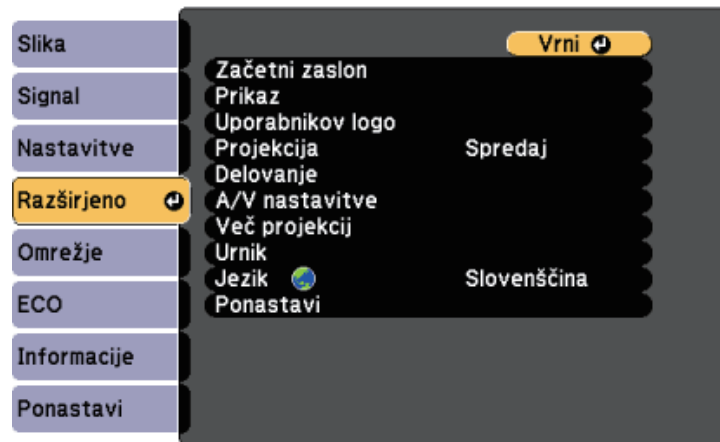 Slika
Signal
Nastavitve
Razširjeno
Omrežje
ECO
Informacije
Ponastavi
Vrni
Začetni zaslon
Prikaz
Uporabnikov logo
Projekcija Spredaj
Delovanje
A/V nastavitve
Več projekcij
Urnik
Jezik Slovenščina
Ponastavi